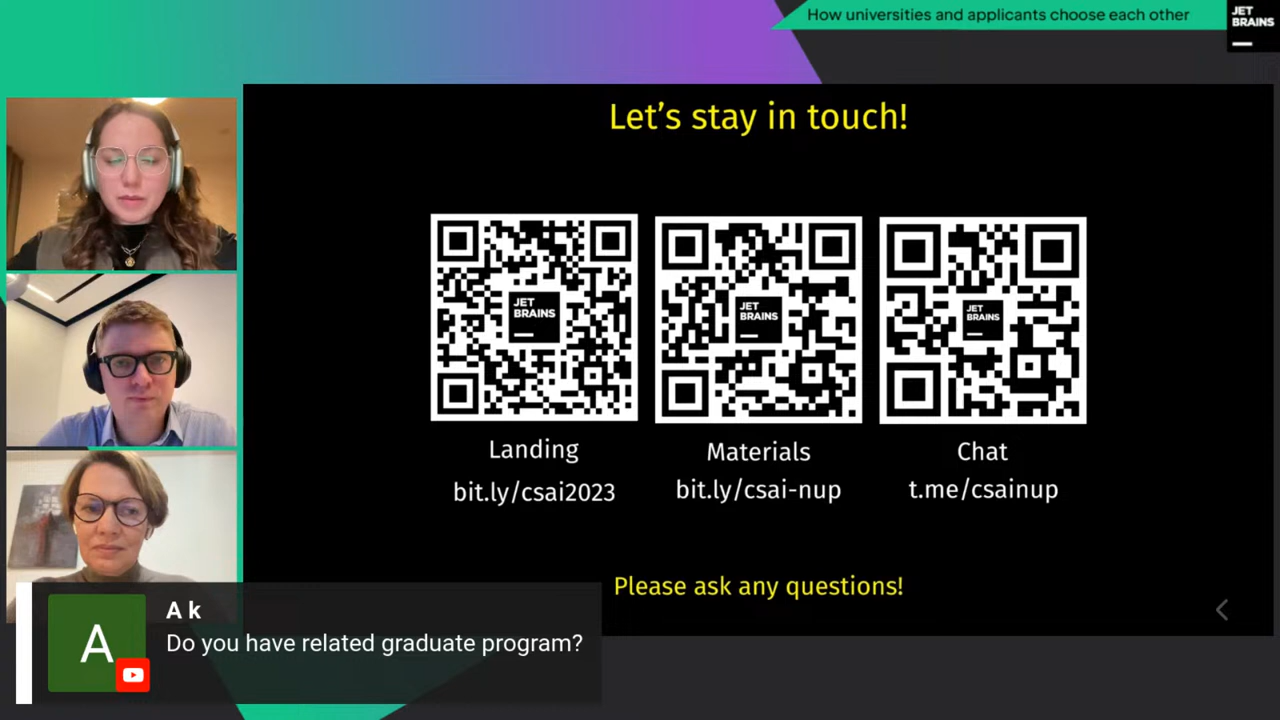 How universities and applicants choose each other
JET
BRAINS
Let's stay in touch!
JET
BRAINS
JET
BRAINS
JET
BRAINS
Landing
Materials
Chat
bit.ly/csai2023
bit.ly/csai-nup
t.me/csainup
Please ask any questions!
A
A k
Do you have related graduate program?